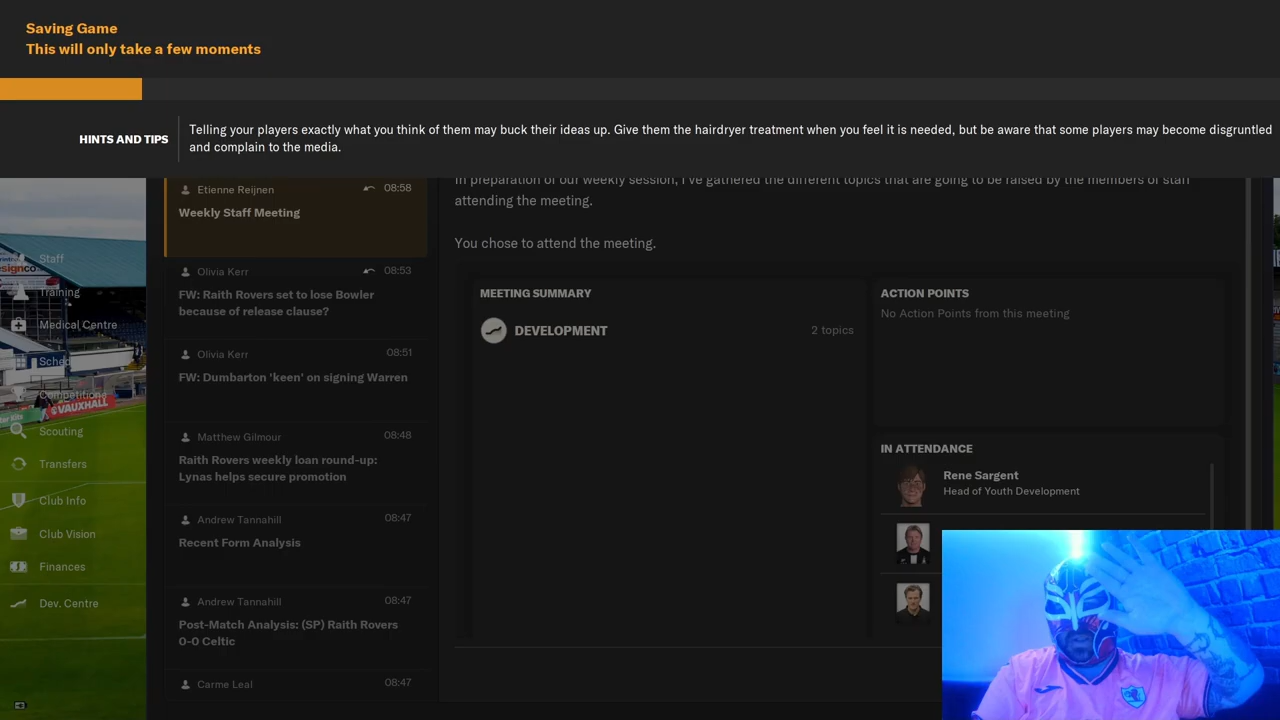 Saving Game
This will only take a few moments
HINTS AND TIPS
Telling your players exactly what you think of them may buck their ideas up. Give them the hairdryer treatment when you feel it is needed, but be aware that some players may become disgruntled
and complain to the media.
Staff
Training
Medical Centre
Sched
Competitions
VAUXHALL
Scouting
Transfers
Club Info
Club Vision
Finances
Dev. Centre
Etienne Reijnen
08:58
Weekly Staff Meeting
Olivia Kerr
08:53
FW: Raith Rovers set to lose Bowler
because of release clause?
Olivia Kerr
08:51
FW: Dumbarton 'keen' on signing Warren
Matthew Gilmour
08:48
Raith Rovers weekly loan round-up:
Lynas helps secure promotion
Andrew Tannahill
08:47
Recent Form Analysis
Andrew Tannahill
08:47
Post-Match Analysis: (SP) Raith Rovers
0-0 Celtic
Carme Leal
08:47
In preparation of our weekly session, I've gathered the different topics that are going to be raised by the members of staff
attending the meeting.
You chose to attend the meeting.
MEETING SUMMARY
DEVELOPMENT
2 topics
ACTION POINTS
No Action Points from this meeting
IN ATTENDANCE
Rene Sargent
Head of Youth Development